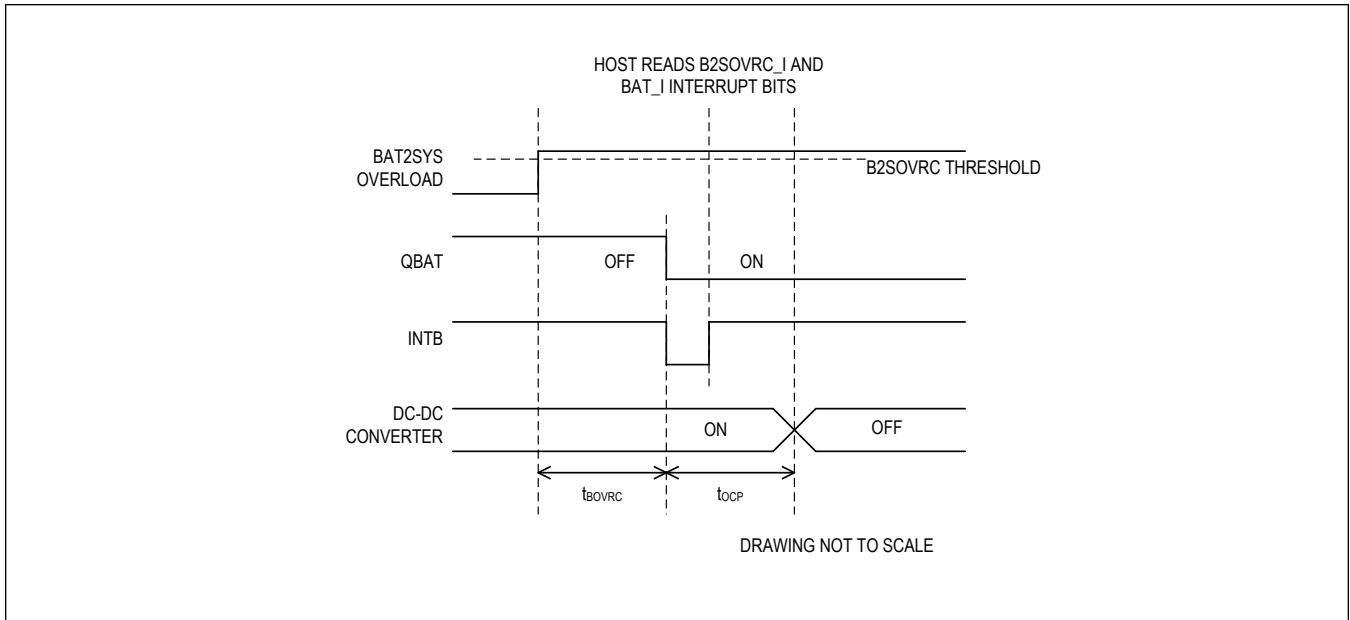 HOST READS B2SOVRC_I AND
BAT_I INTERRUPT BITS
BAT2SYS
OVERLOAD
B2SOVRC THRESHOLD
QBAT
OFF
ON
INTB
DC-DC
CONVERTER
ON
OFF
tBOVRC
tOCP
DRAWING NOT TO SCALE